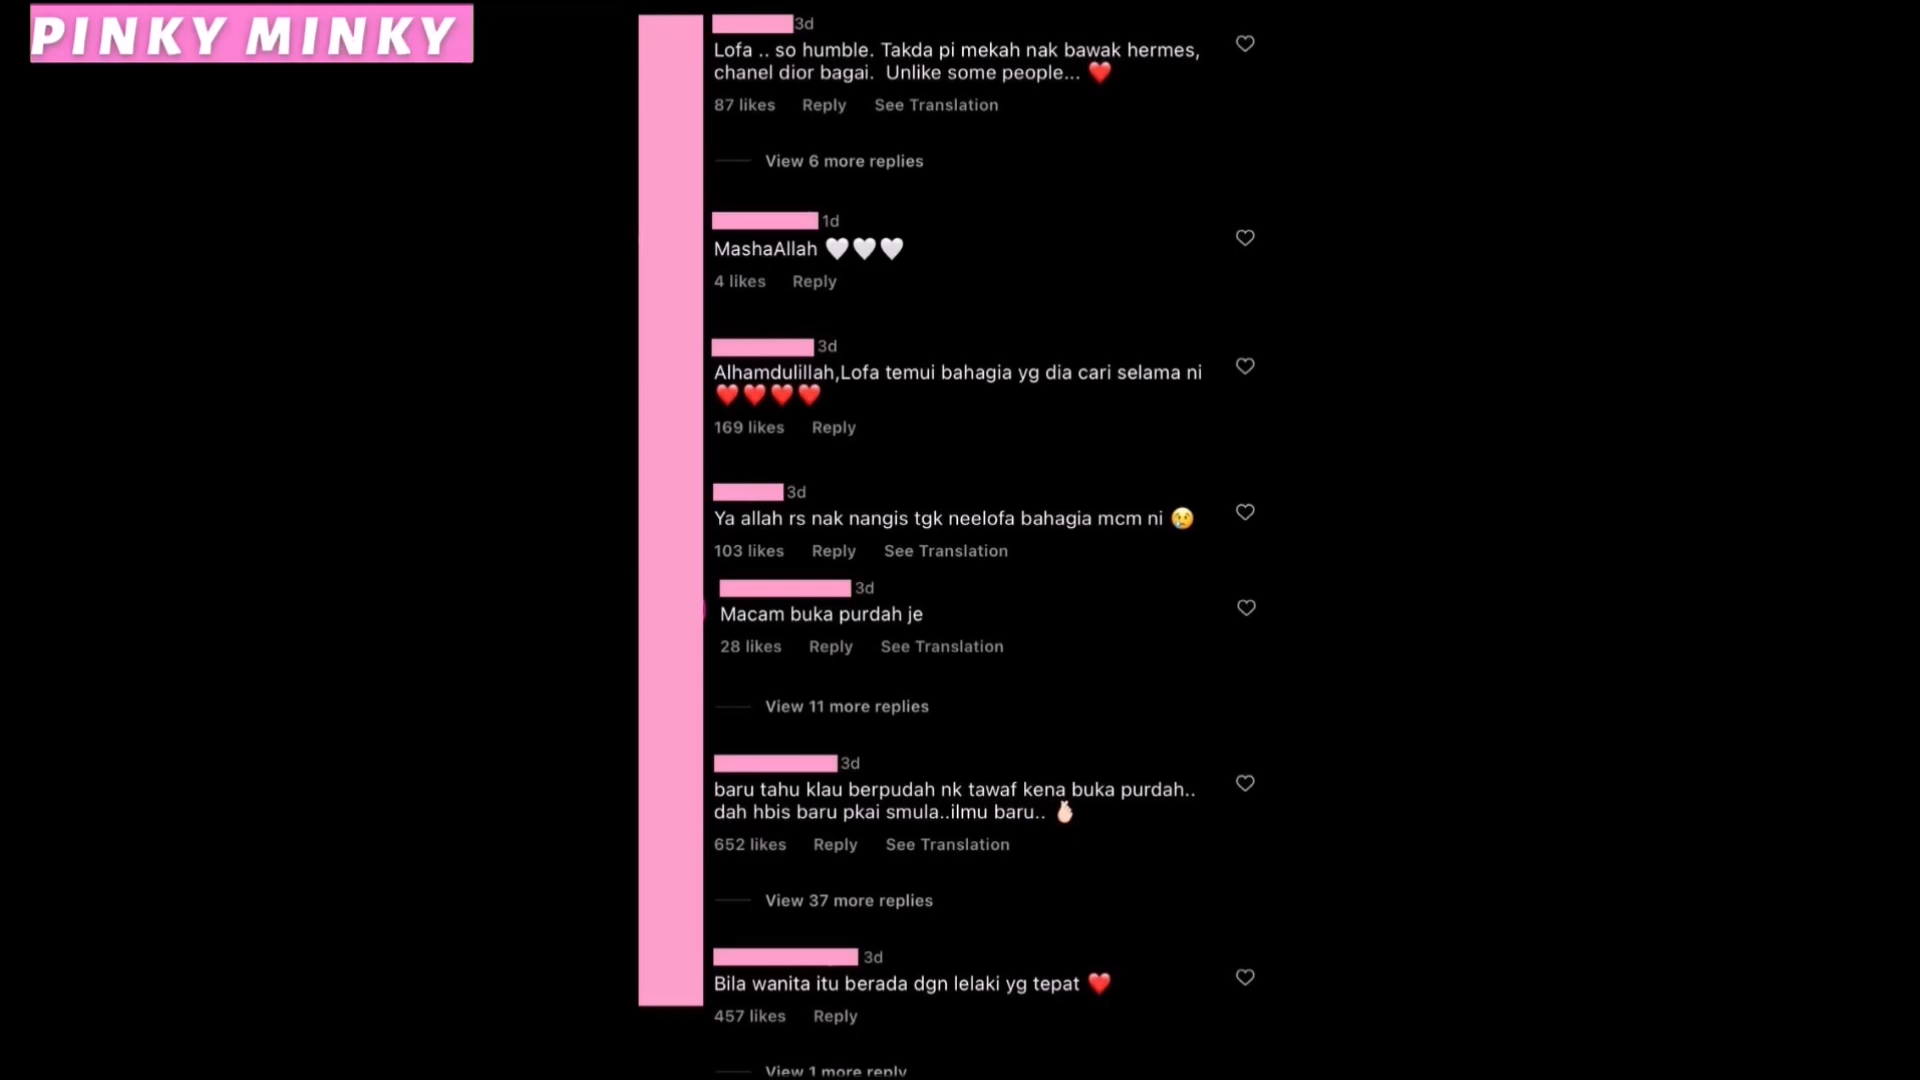 PINKY MINKY
3d
Lofa .. so humble. Takda pi mekah nak bawak hermes,
chanel dior bagai.  Unlike some people... ❤️
87 likes Reply See Translation
View 6 more replies
1d
MashaAllah 🤍🤍🤍
4 likes Reply
3d
Alhamdulillah,Lofa temui bahagia yg dia cari selama ni
❤️❤️❤️❤️
169 likes Reply
3d
Ya allah rs nak nangis tgk neelofa bahagia mcm ni 😢
103 likes Reply See Translation
3d
Macam buka purdah je
28 likes Reply See Translation
View 11 more replies
3d
baru tahu klau berpudah nk tawaf kena buka purdah..
dah hbis baru pkai smula..ilmu baru.. 🫰🏻
652 likes Reply See Translation
View 37 more replies
3d
Bila wanita itu berada dgn lelaki yg tepat ❤️
457 likes Reply
View 1 more reply